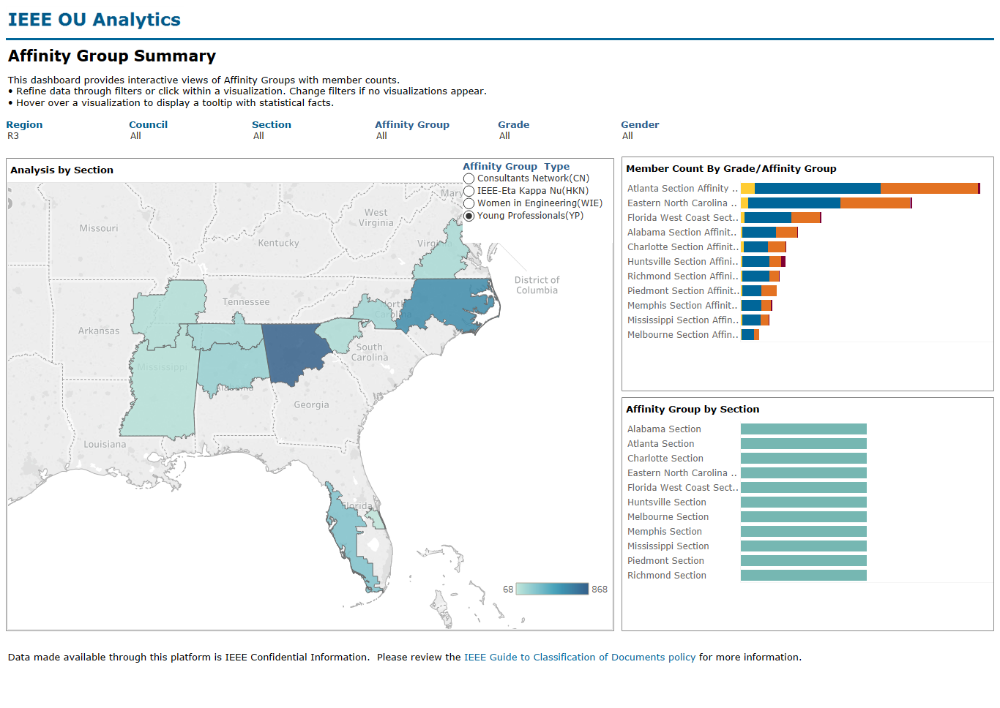 IEEE OU Analytics
Affinity Group Summary
This dashboard provides interactive views of Affinity Groups with member counts.
• Refine data through filters or click within a visualization. Change filters if no visualizations appear.
• Hover over a visualization to display a tooltip with statistical facts.
Region
R3
Council
All
Section
All
Affinity Group
All
Grade
All
Gender
All
Analysis by Section
Affinity Group Type
Consultants Network(CN)
IEEE-Eta Kappa Nu(HKN)
Women in Engineering(WIE)
Young Professionals(YP)
Mary
West
Virginia
Missouri
Kentucky
Virginia
District of
Columbia
Tennessee
North
Carolina
Arkansas
South
Carolina
Mississippi
Alabama
Georgia
Louisiana
Florida
68
868
Member Count By Grade/Affinity Group
Atlanta Section Affinity ..
Eastern North Carolina ..
Florida West Coast Sect..
Alabama Section Affinit..
Charlotte Section Affinit..
Huntsville Section Affini..
Richmond Section Affini..
Piedmont Section Affinit..
Memphis Section Affinit..
Mississippi Section Affin..
Melbourne Section Affin..
Affinity Group by Section
Alabama Section
Atlanta Section
Charlotte Section
Eastern North Carolina ..
Florida West Coast Sect..
Huntsville Section
Melbourne Section
Memphis Section
Mississippi Section
Piedmont Section
Richmond Section
Data made available through this platform is IEEE Confidential Information. Please review the IEEE Guide to Classification of Documents policy for more information.